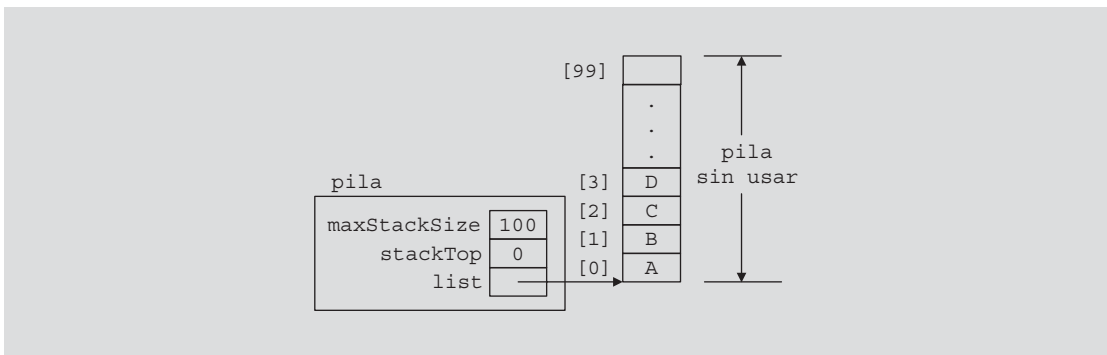 [99]
.
.
.
pila
sin usar
pila
[3] D
maxStackSize 100
[2] C
stackTop 0
[1] B
list
[0] A